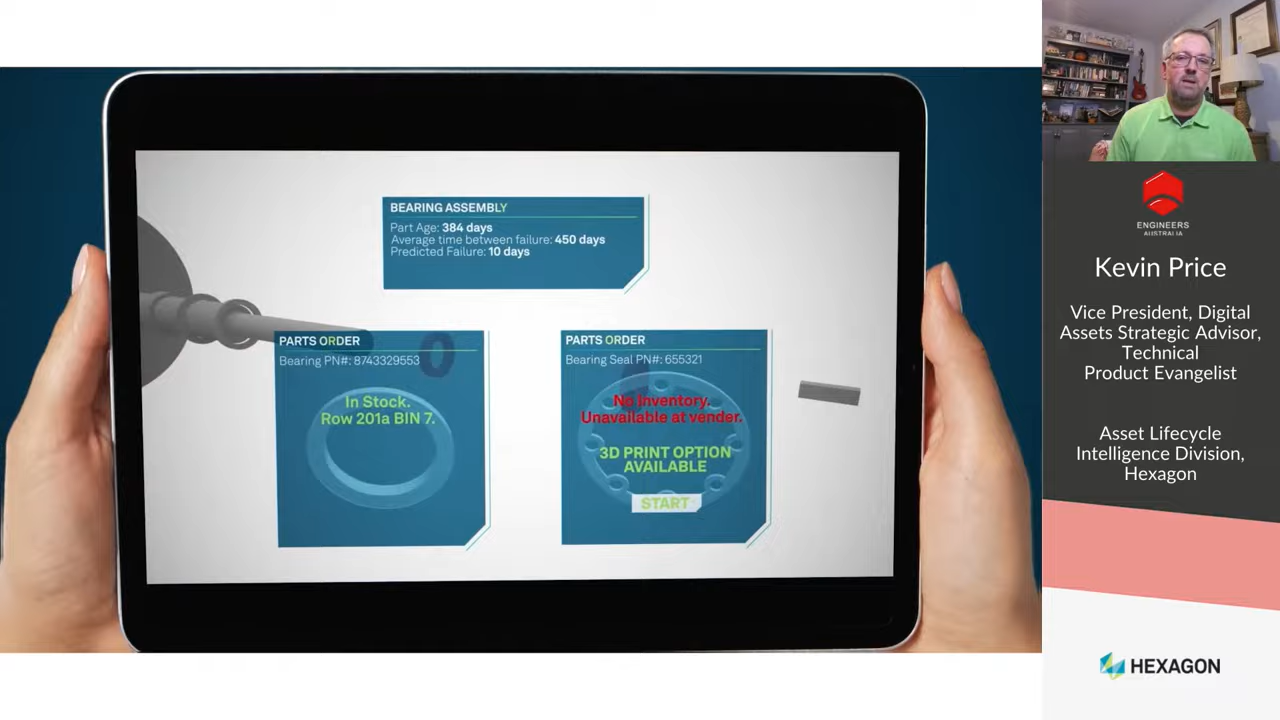 BEARING ASSEMBLY
Part Age: 384 days
Average time between failure: 450 days
Predicted Failure: 10 days
PARTS ORDER
Bearing PN#: 8743329553
In Stock.
Row 201a BIN 7.
PARTS ORDER
Bearing Seal PN#: 655321
No Inventory.
Unavailable at vender.
3D PRINT OPTION
AVAILABLE
START
ENGINEERS
AUSTRALIA
Kevin Price
Vice President, Digital
Assets Strategic Advisor,
Technical
Product Evangelist
Asset Lifecycle
Intelligence Division,
Hexagon
HEXAGON